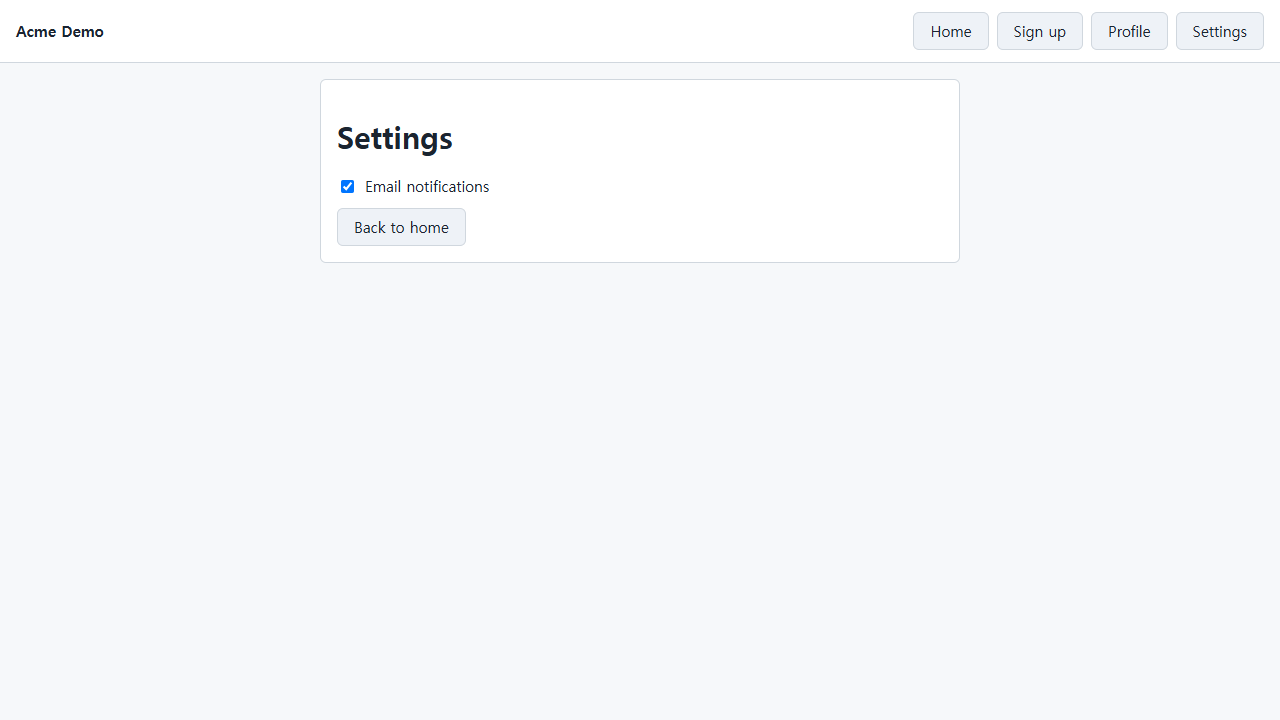 Acme Demo
Home
Sign up
Profile
Settings
Settings
Email notifications
Back to home